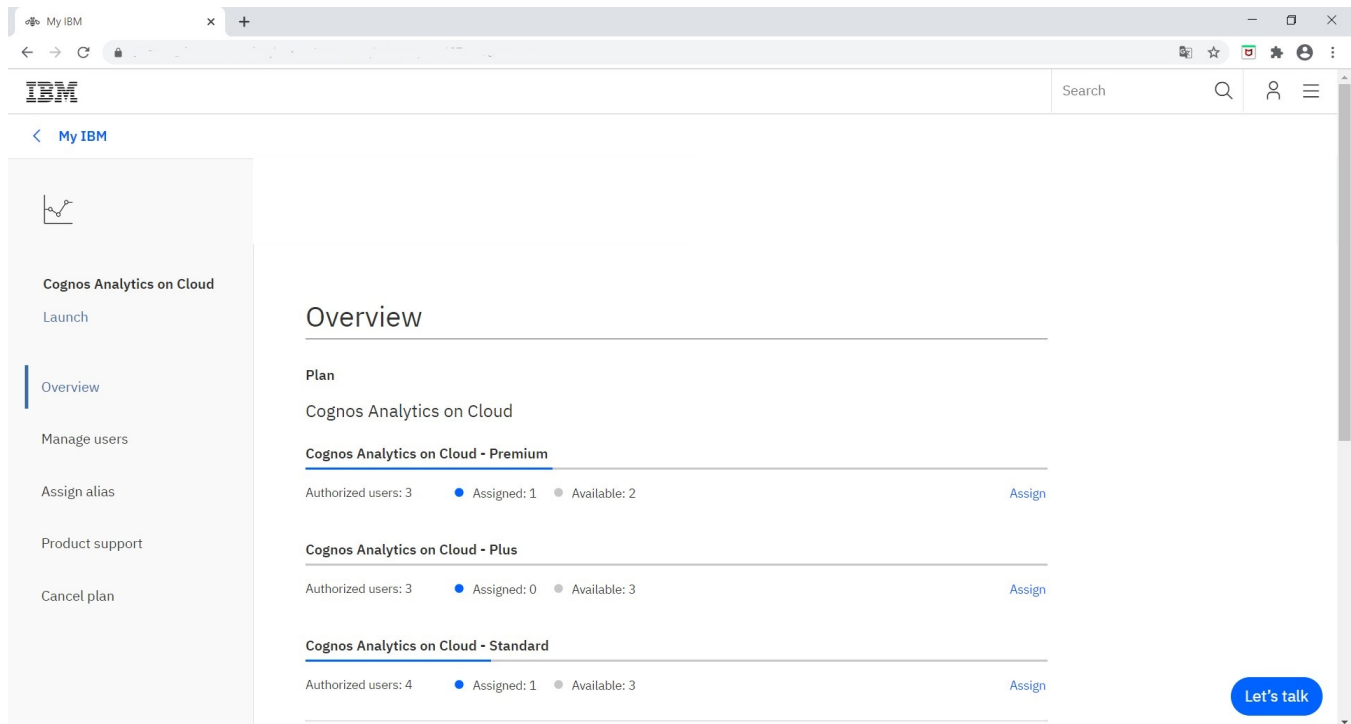 My IBM
IBM
Search
My IBM
Cognos Analytics on Cloud
Launch
Overview
Manage users
Assign alias
Product support
Cancel plan
Overview
Plan
Cognos Analytics on Cloud
Cognos Analytics on Cloud - Premium
Authorized users: 3 Assigned: 1 Available: 2 Assign
Cognos Analytics on Cloud - Plus
Authorized users: 3 Assigned: 0 Available: 3 Assign
Cognos Analytics on Cloud - Standard
Authorized users: 4 Assigned: 1 Available: 3 Assign
Let's talk